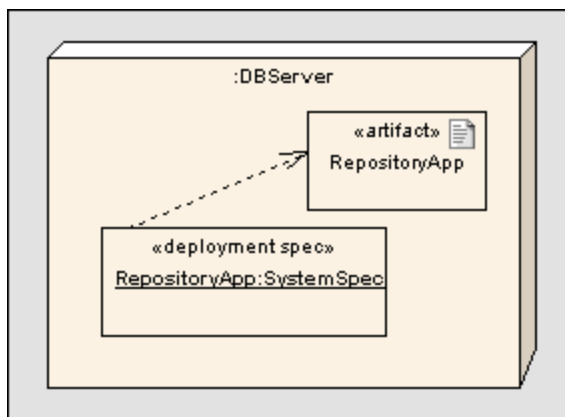 :DBServer
«artifact»
RepositoryApp
«deployment spec»
RepositoryApp:SystemSpec